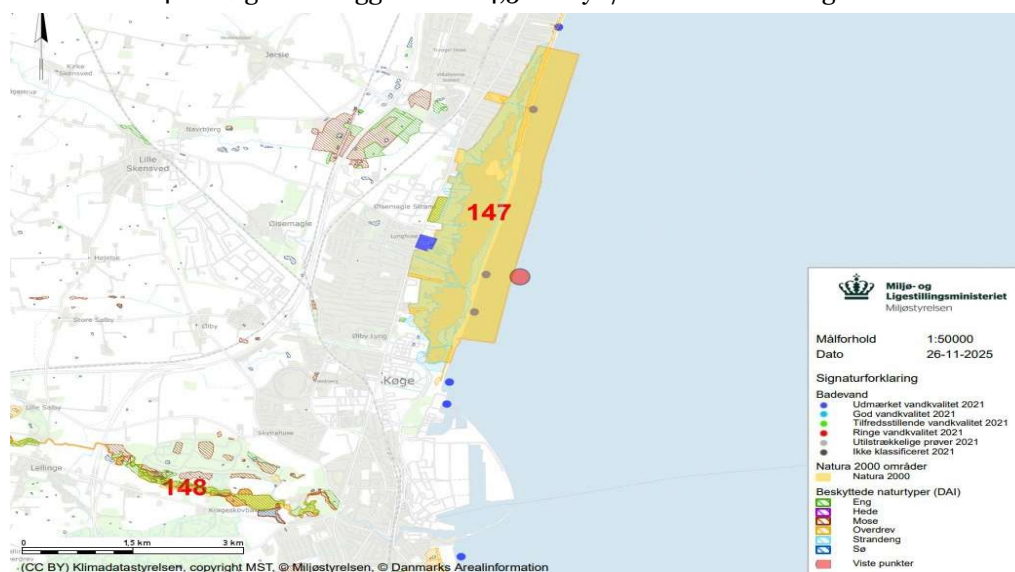 Kirke
Skensved
Jersie
Navrbjerg
Lille
Skensved
Ølsemagle Strand
147
Ølsemagle
Højelse
Store Salby
Ølby
Ølby Lyng
Køge
Lille Salby
Lellinge
148
0
1,5 km
3 km
(CC BY) Klimadatastyrelsen, copyright MST, © Miljøstyrelsen, © Danmarks Arealinformation
Miljø- og
Ligestillingsministeriet
Miljøstyrelsen
Målforhold 1:50000
Dato 26-11-2025
Signaturforklaring
Badevand
Udmærket vandkvalitet 2021
God vandkvalitet 2021
Tilfredsstillende vandkvalitet 2021
Ringe vandkvalitet 2021
Utilstrækkelige prøver 2021
Ikke klassificeret 2021
Natura 2000 områder
Natura 2000
Beskyttede naturtyper (DAI)
Eng
Hede
Mose
Overdrev
Strandeng
Sø
Viste punkter